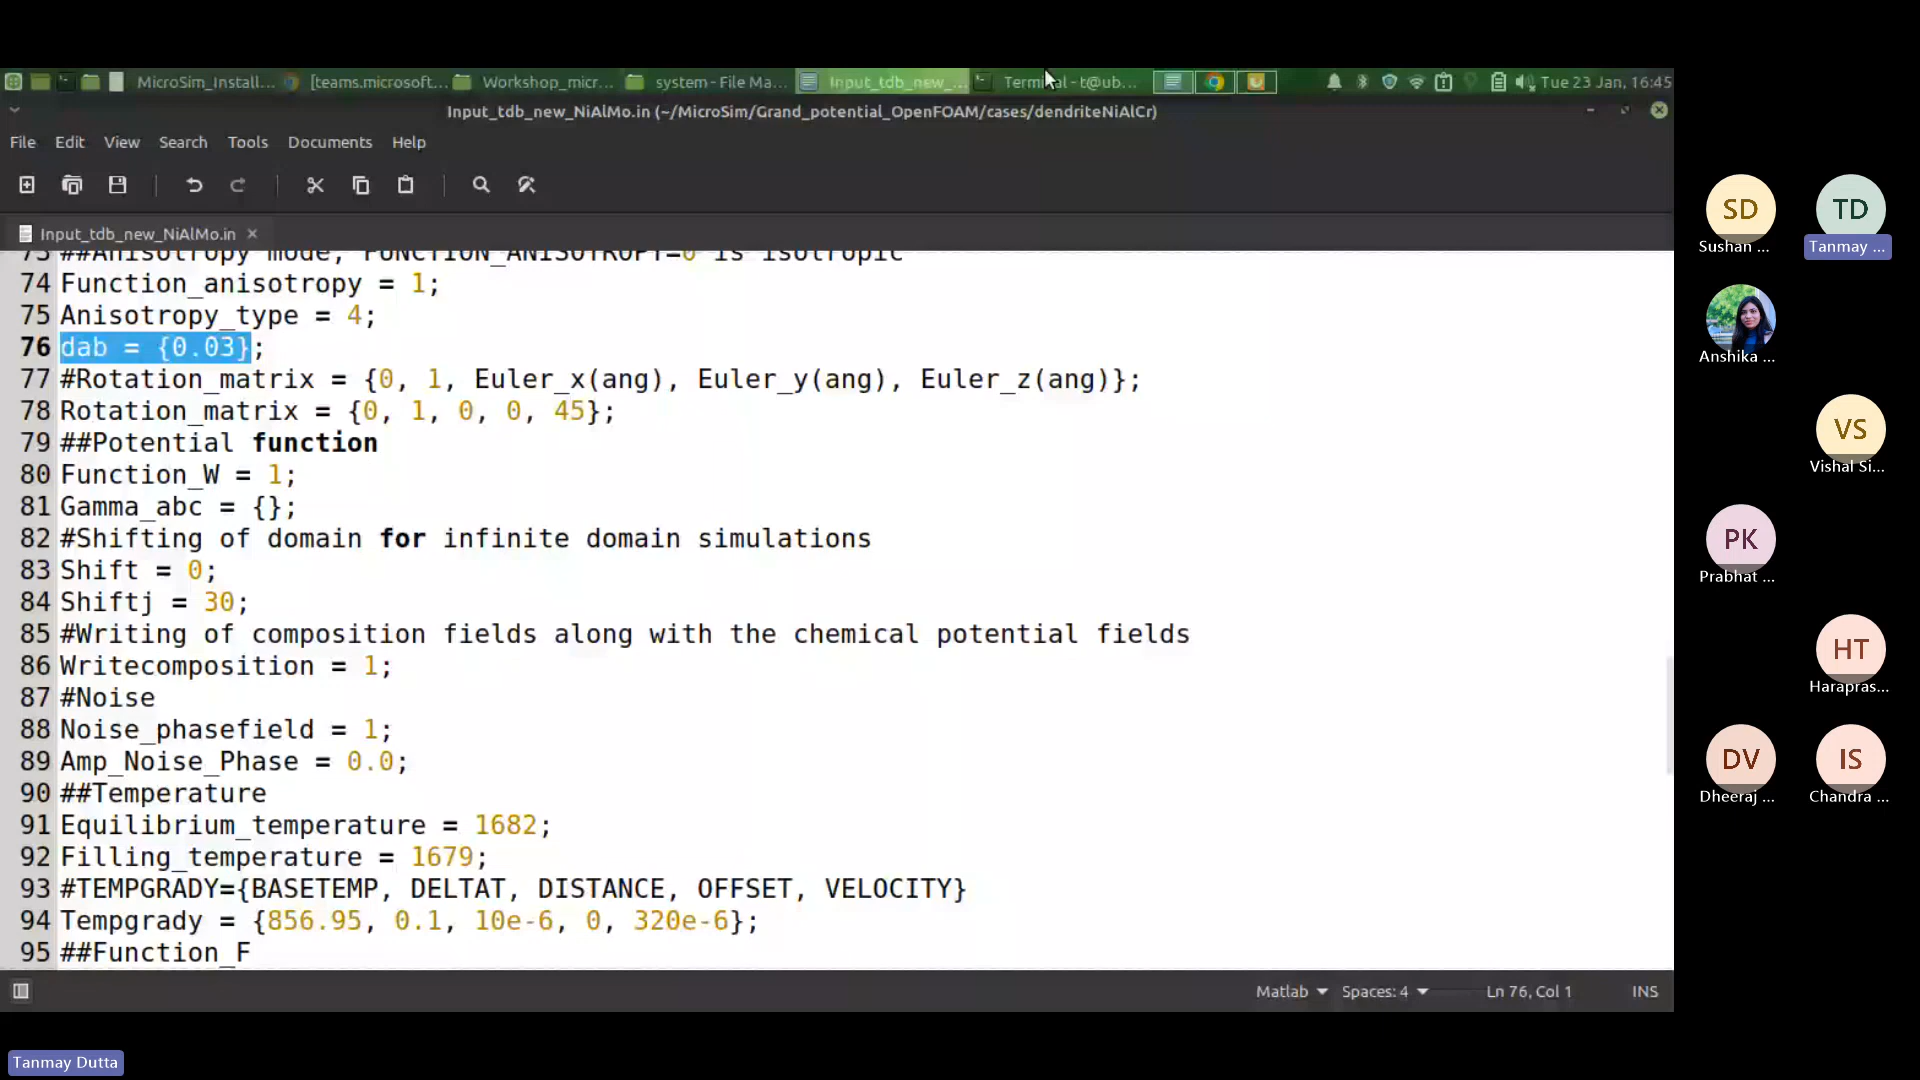 MicroSim_Install...
[teams.microsoft...
Workshop_micr...
system - File Ma...
Input_tdb_new_...
Terminal - t@ub...
Tue 23 Jan, 16:45
Input_tdb_new_NiAlMo.in (~/MicroSim/Grand_potential_OpenFOAM/cases/dendriteNiAlCr)
File Edit View Search Tools Documents Help
Input_tdb_new_NiAlMo.in
73 ##Anisotropy mode, FUNCTION_ANISOTROPY=0 is isotropic
74 Function_anisotropy = 1;
75 Anisotropy_type = 4;
76 dab = {0.03};
77 #Rotation_matrix = {0, 1, Euler_x(ang), Euler_y(ang), Euler_z(ang)};
78 Rotation_matrix = {0, 1, 0, 0, 45};
79 ##Potential function
80 Function_W = 1;
81 Gamma_abc = {};
82 #Shifting of domain for infinite domain simulations
83 Shift = 0;
84 Shiftj = 30;
85 #Writing of composition fields along with the chemical potential fields
86 Writecomposition = 1;
87 #Noise
88 Noise_phasefield = 1;
89 Amp_Noise_Phase = 0.0;
90 ##Temperature
91 Equilibrium_temperature = 1682;
92 Filling_temperature = 1679;
93 #TEMPGRADY={BASETEMP, DELTAT, DISTANCE, OFFSET, VELOCITY}
94 Tempgrady = {856.95, 0.1, 10e-6, 0, 320e-6};
95 ##Function_F
Matlab Spaces: 4 Ln 76, Col 1 INS
SD
Sushan ...
TD
Tanmay ...
Anshika ...
VS
Vishal Si...
PK
Prabhat ...
HT
Harapras...
DV
Dheeraj ...
IS
Chandra ...
Tanmay Dutta